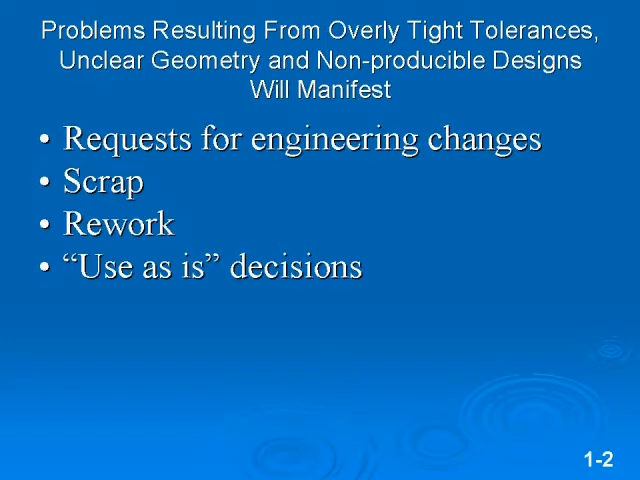 Problems Resulting From Overly Tight Tolerances,
Unclear Geometry and Non-producible Designs
Will Manifest
• Requests for engineering changes
• Scrap
• Rework
• “Use as is” decisions
1-2